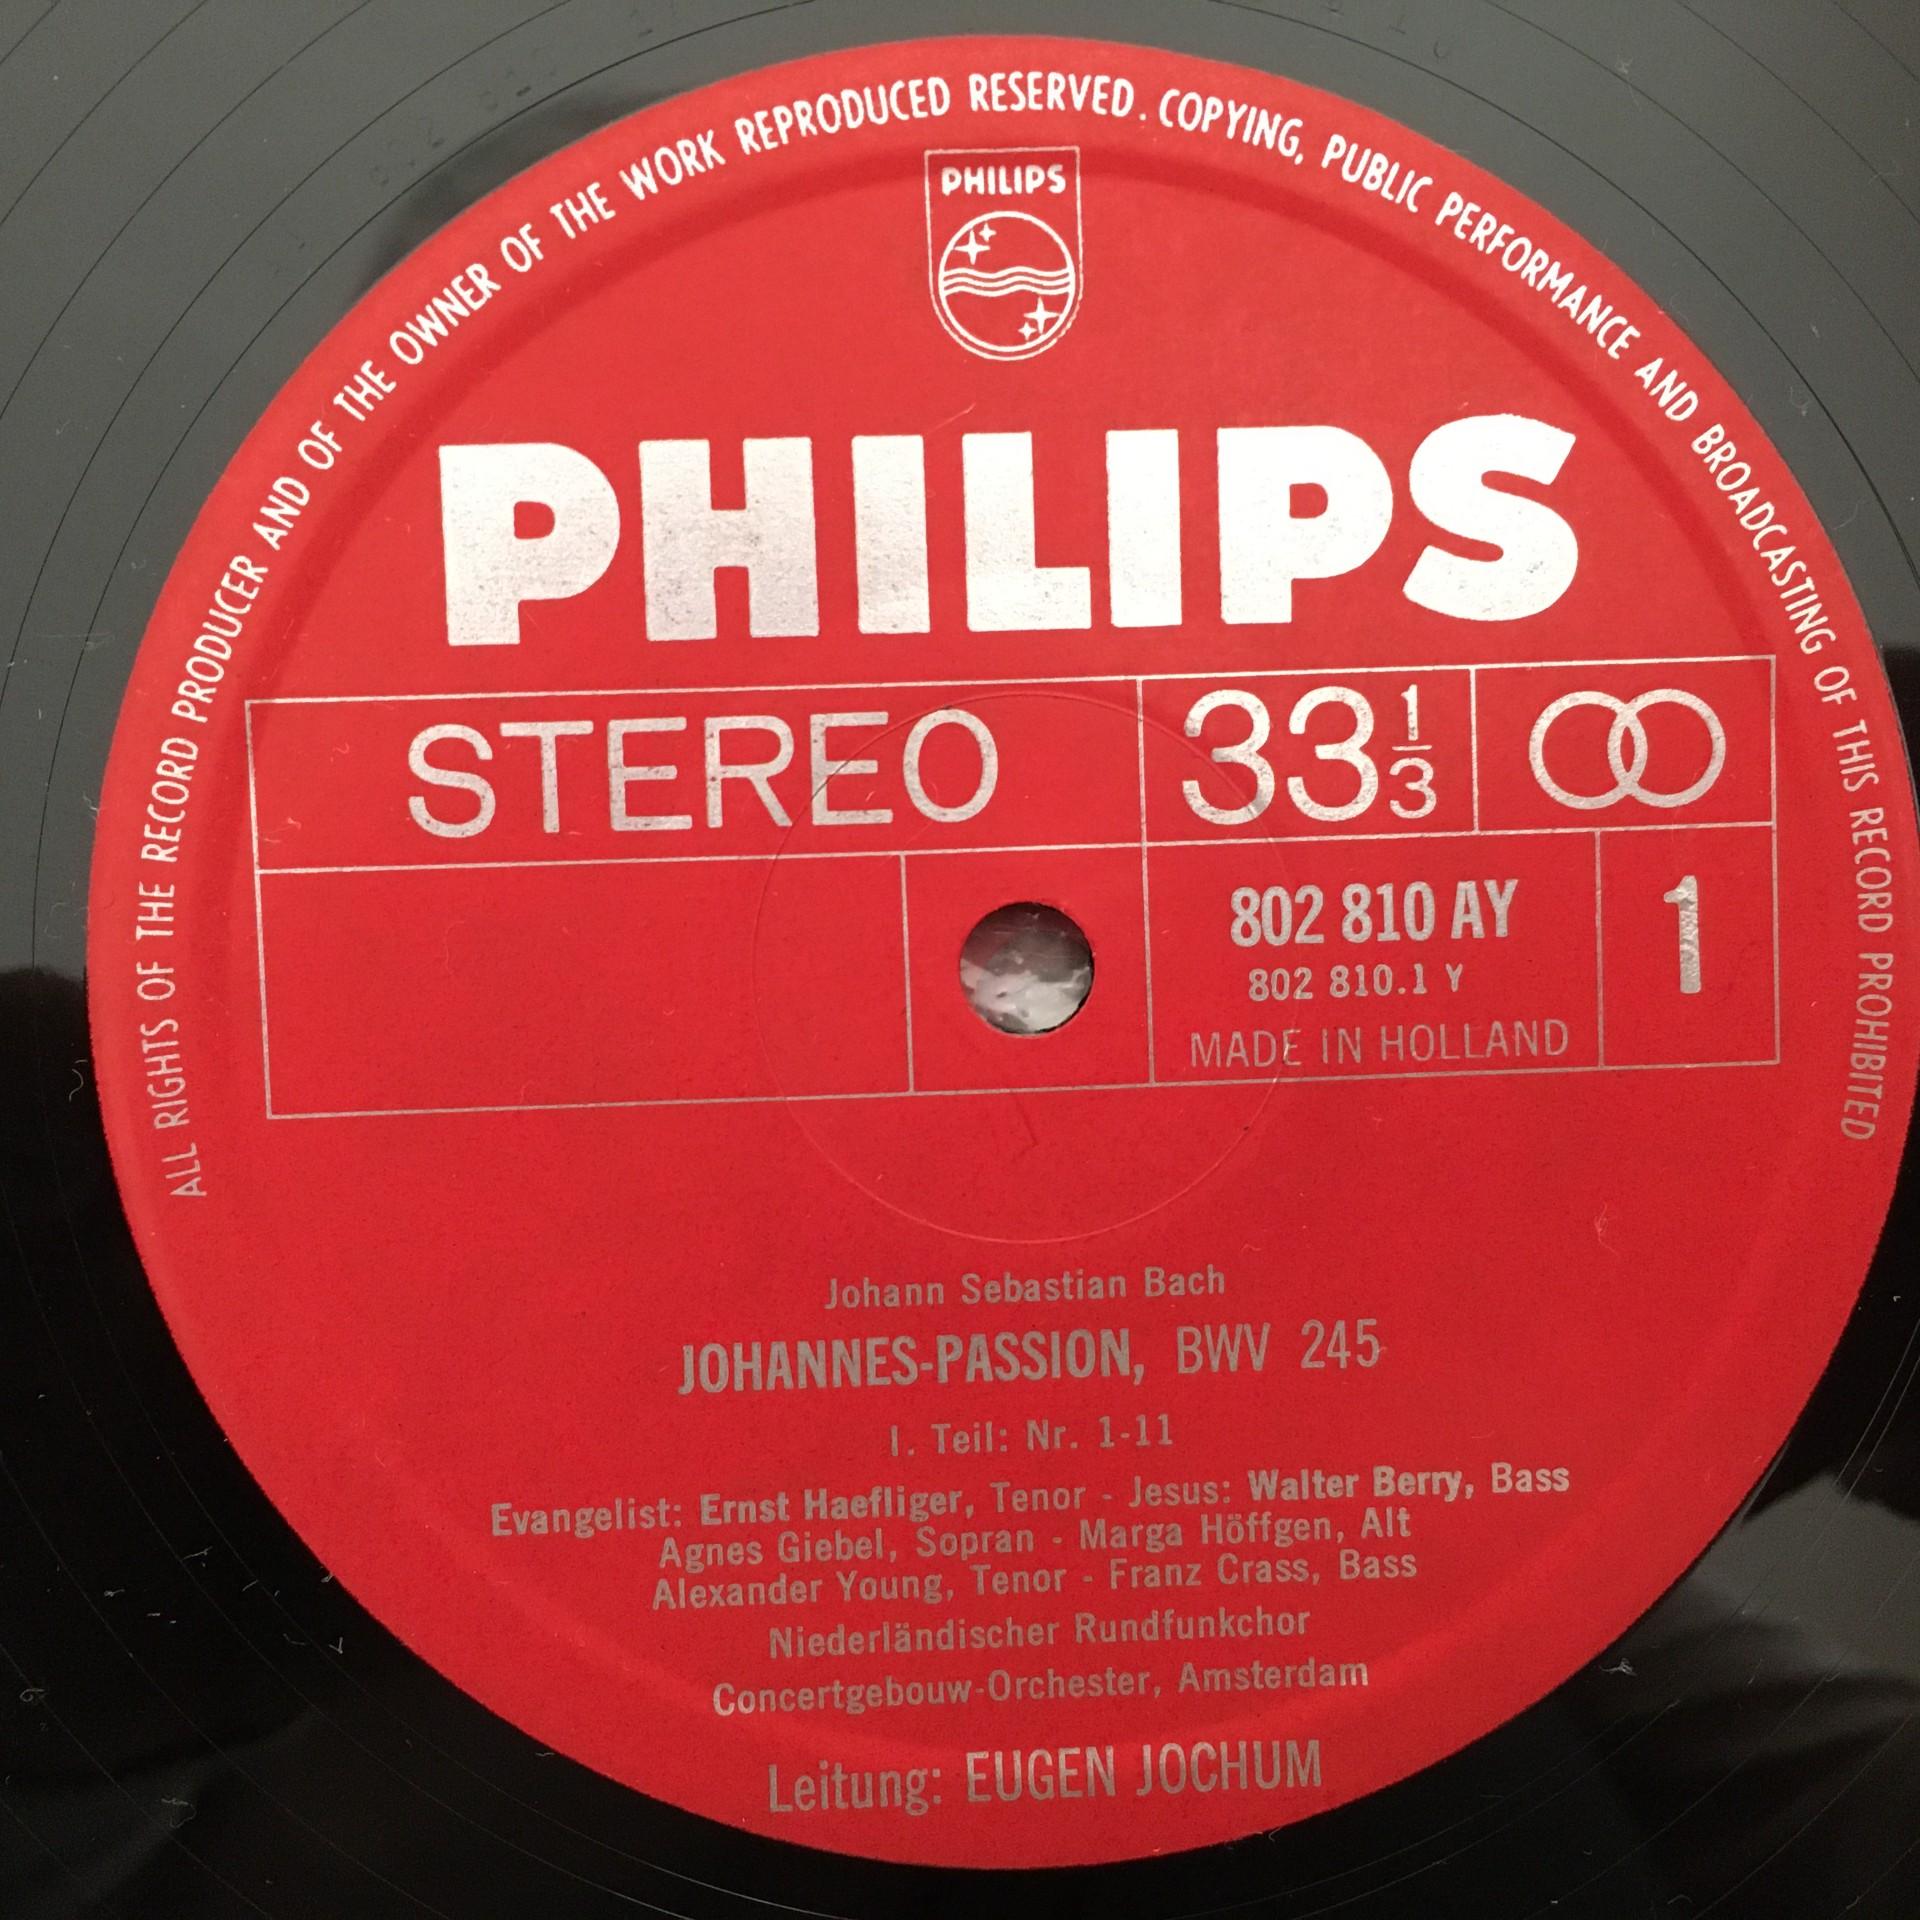 ALL RIGHTS OF THE RECORD PRODUCER AND OF THE OWNER OF THE WORK REPRODUCED RESERVED. COPYING, PUBLIC PERFORMANCE AND BROADCASTING OF THIS RECORD PROHIBITED
PHILIPS
PHILIPS
STEREO 33 1/3
802 810 AY 1
802 810.1 Y
MADE IN HOLLAND
Johann Sebastian Bach
JOHANNES-PASSION, BWV 245
I. Teil: Nr. 1-11
Evangelist: Ernst Haefliger, Tenor - Jesus: Walter Berry, Bass
Agnes Giebel, Sopran - Marga Höffgen, Alt
Alexander Young, Tenor - Franz Crass, Bass
Niederländischer Rundfunkchor
Concertgebouw-Orchester, Amsterdam
Leitung: EUGEN JOCHUM